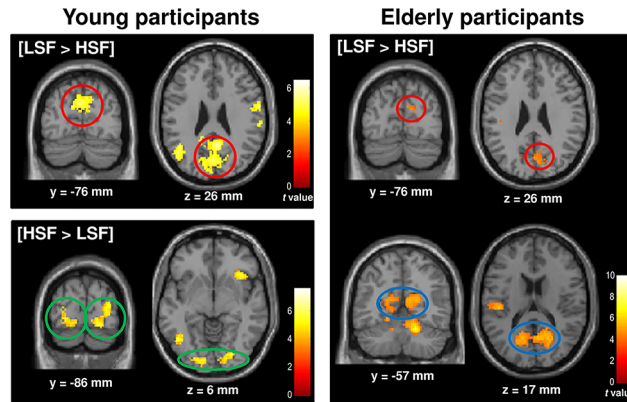 Young participants
Elderly participants
[LSF > HSF]
6
4
2
0
t value
y = -76 mm
z = 26 mm
[LSF > HSF]
y = -76 mm
z = 26 mm
[HSF > LSF]
6
4
2
0
y = -86 mm
z = 6 mm
10
8
6
4
2
0
t value
y = -57 mm
z = 17 mm